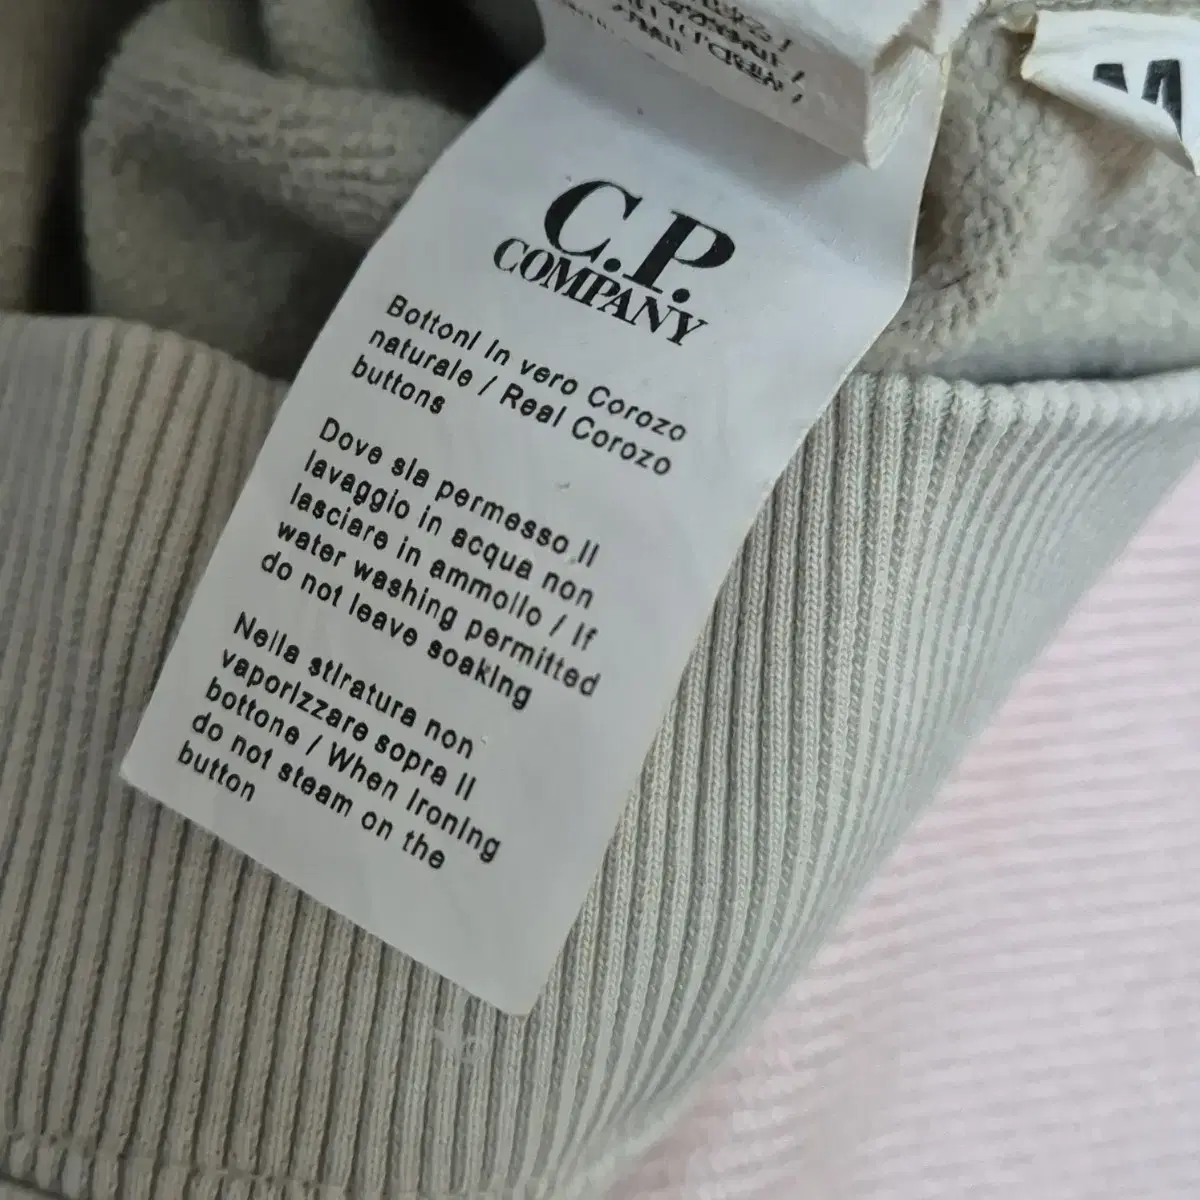 C.P.
COMPANY
Bottoni in vero Corozo
naturale / Real Corozo
buttons
Dove sia permesso il
lavaggio in acqua non
lasciare in ammollo / If
water washing permitted
do not leave soaking
Nella stiratura non
vaporizzare sopra il
bottone / When ironing
do not steam on the
button
M